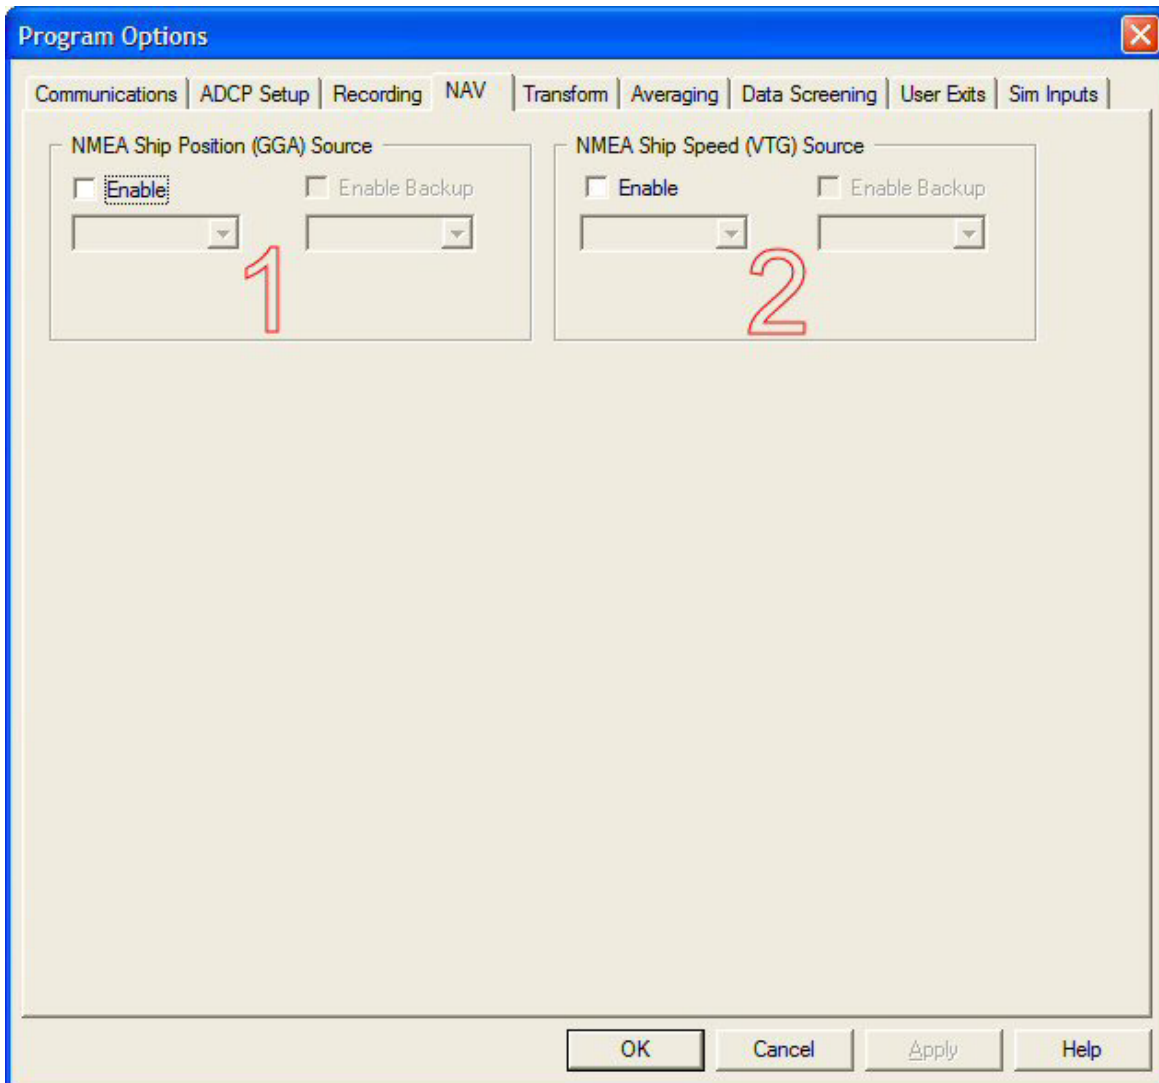 Program Options
Communications ADCP Setup Recording NAV Transform Averaging Data Screening User Exits Sim Inputs
NMEA Ship Position (GGA) Source NMEA Ship Speed (VTG) Source
Enable Enable Backup Enable Enable Backup
1 2
OK Cancel Apply Help